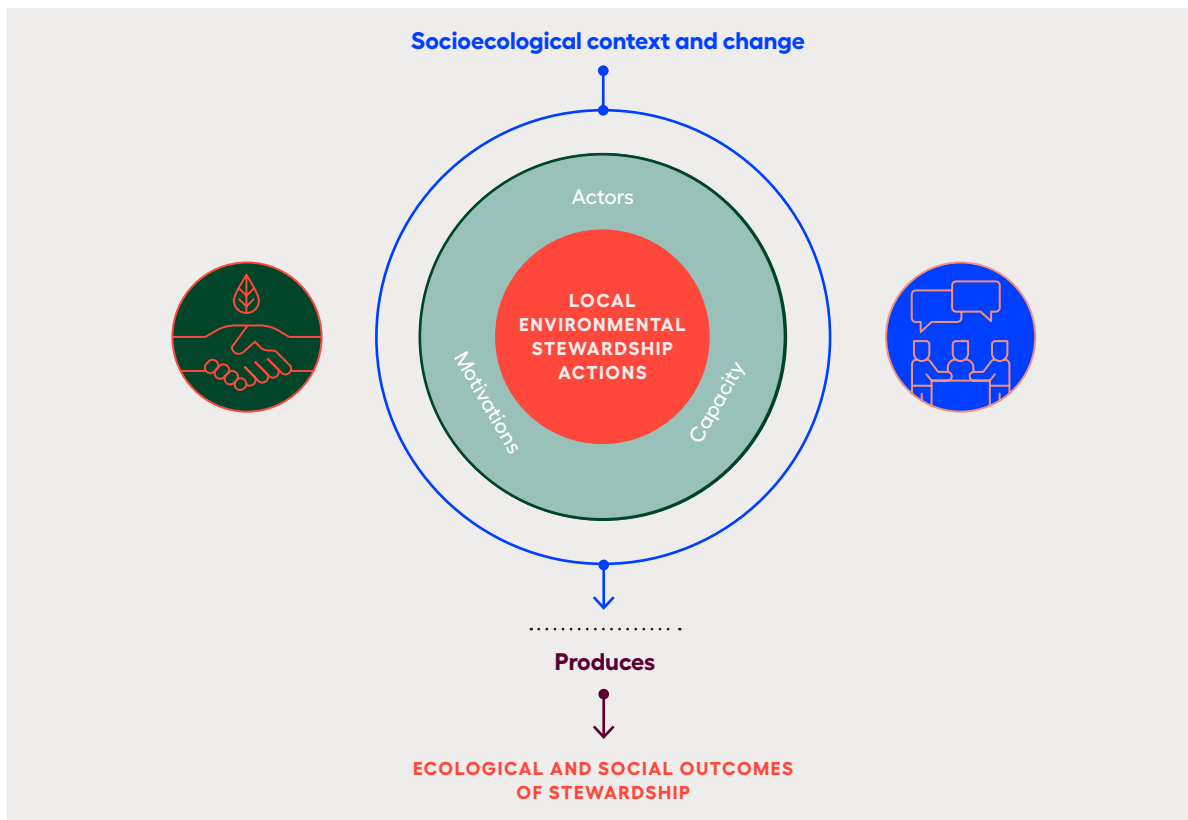 Socioecological context and change
Actors
LOCAL
ENVIRONMENTAL
STEWARDSHIP
ACTIONS
Motivations
Capacity
Produces
ECOLOGICAL AND SOCIAL OUTCOMES
OF STEWARDSHIP